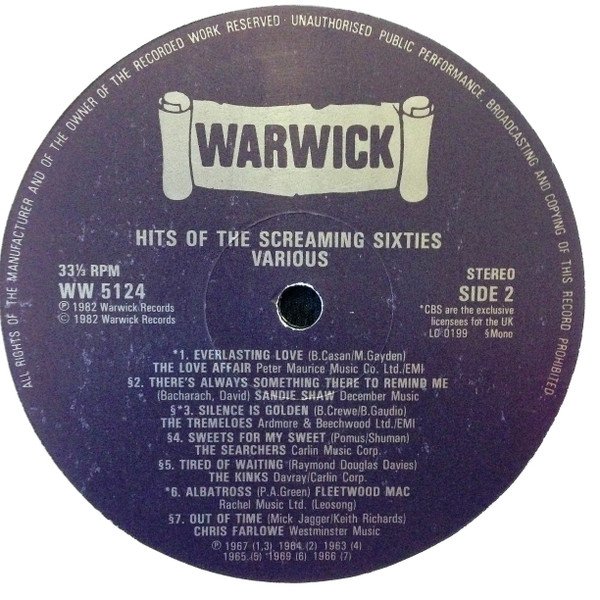 ALL RIGHTS OF THE MANUFACTURER AND OF THE OWNER OF THE RECORDED WORK RESERVED · UNAUTHORISED PUBLIC PERFORMANCE, BROADCASTING AND COPYING OF THIS RECORD PROHIBITED
WARWICK
HITS OF THE SCREAMING SIXTIES
VARIOUS
33⅓ RPM
WW 5124
℗ 1982 Warwick Records
© 1982 Warwick Records
STEREO
SIDE 2
*CBS are the exclusive
licensees for the UK
LD 0199 §Mono
*1. EVERLASTING LOVE (B.Casan/M.Gayden)
THE LOVE AFFAIR Peter Maurice Music Co. Ltd./EMI
§2. THERE'S ALWAYS SOMETHING THERE TO REMIND ME
(Bacharach, David) SANDIE SHAW December Music
§*3. SILENCE IS GOLDEN (B.Crewe/B.Gaudio)
THE TREMELOES Ardmore & Beechwood Ltd./EMI
§4. SWEETS FOR MY SWEET (Pomus/Shuman)
THE SEARCHERS Carlin Music Corp.
§5. TIRED OF WAITING (Raymond Douglas Davies)
THE KINKS Davray/Carlin Corp.
*6. ALBATROSS (P.A.Green) FLEETWOOD MAC
Rachel Music Ltd. (Leosong)
§7. OUT OF TIME (Mick Jagger/Keith Richards)
CHRIS FARLOWE Westminster Music
℗ 1967 (1,3) 1964 (2) 1963 (4)
1965 (5) 1969 (6) 1966 (7)